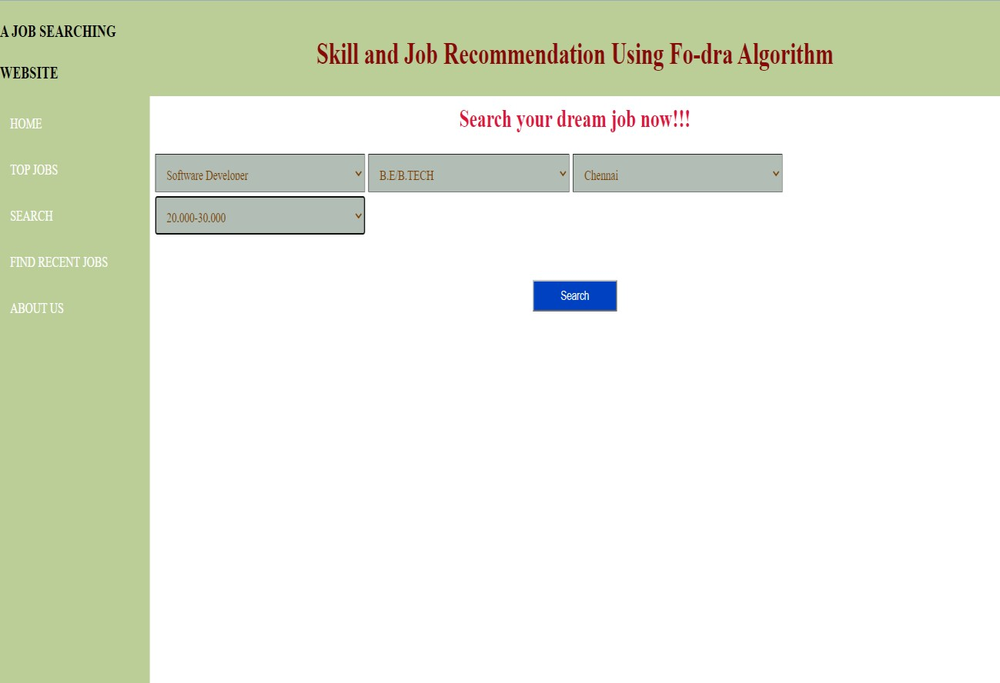 A JOB SEARCHING
WEBSITE
Skill and Job Recommendation Using Fo-dra Algorithm
HOME
TOP JOBS
SEARCH
FIND RECENT JOBS
ABOUT US
Search your dream job now!!!
Software Developer
B.E/B.TECH
Chennai
20.000-30.000
Search